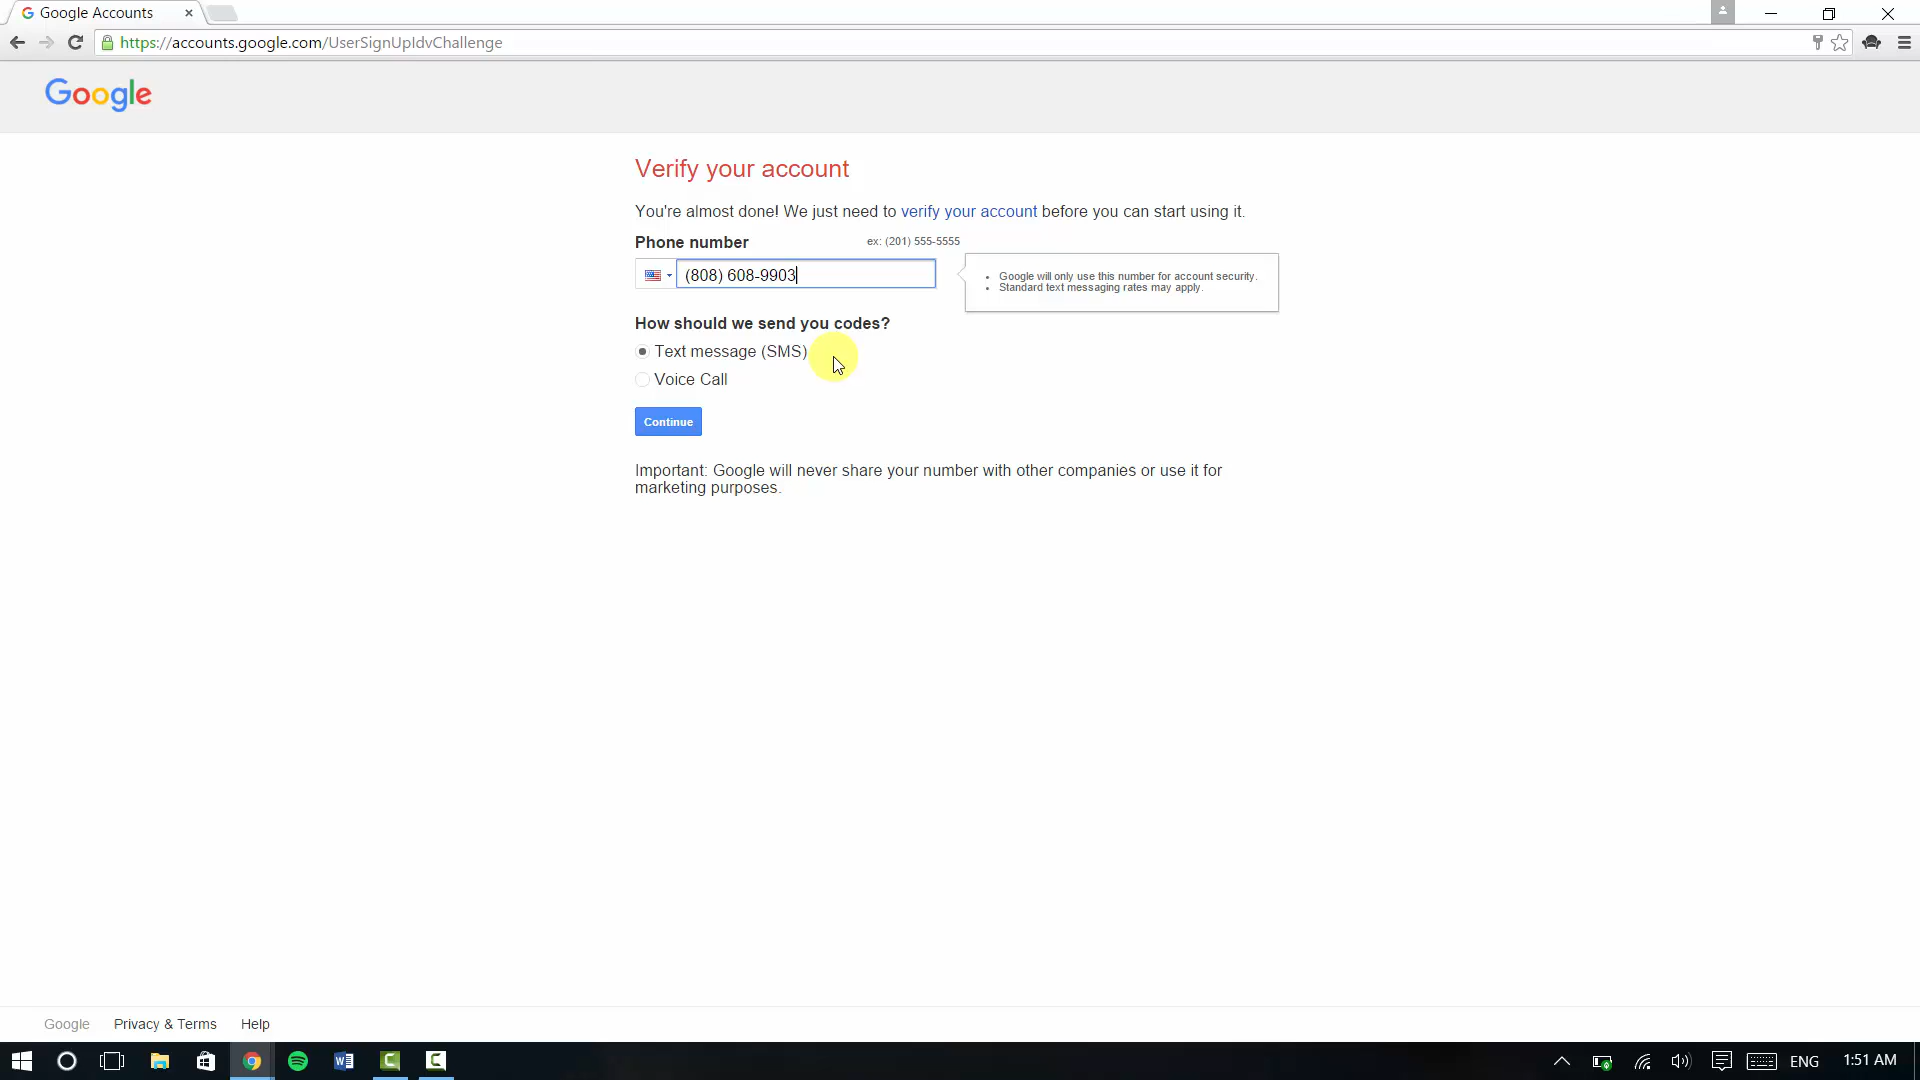 Google Accounts
https://accounts.google.com/UserSignUpIdvChallenge
Google
Verify your account
You're almost done! We just need to verify your account before you can start using it.
Phone number
ex: (201) 555-5555
(808) 608-9903
Google will only use this number for account security.
Standard text messaging rates may apply.
How should we send you codes?
Text message (SMS)
Voice Call
Continue
Important: Google will never share your number with other companies or use it for
marketing purposes.
Google Privacy & Terms Help
ENG 1:51 AM